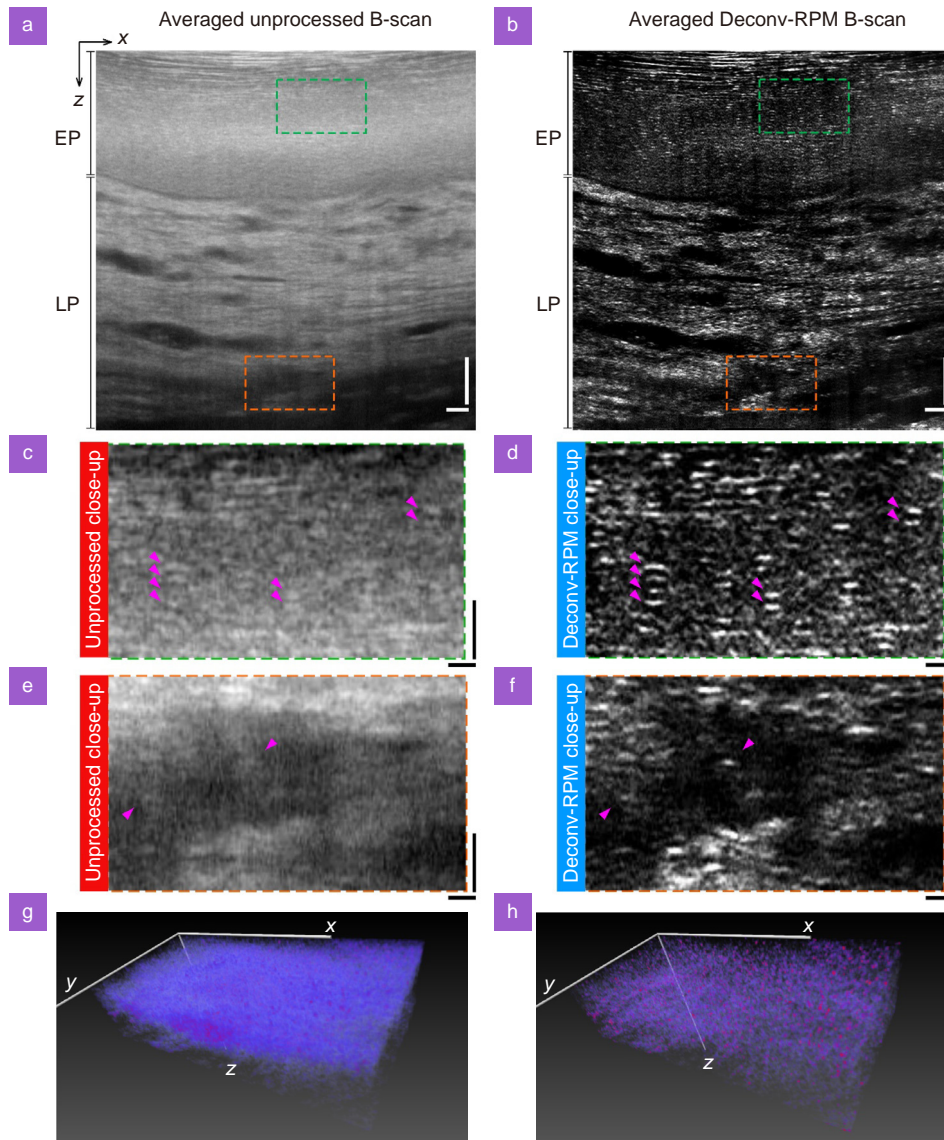 a
Averaged unprocessed B-scan
b
Averaged Deconv-RPM B-scan
x
z
EP
LP
EP
LP
c
Unprocessed close-up
d
Deconv-RPM close-up
e
Unprocessed close-up
f
Deconv-RPM close-up
g
x
y
z
h
x
y
z